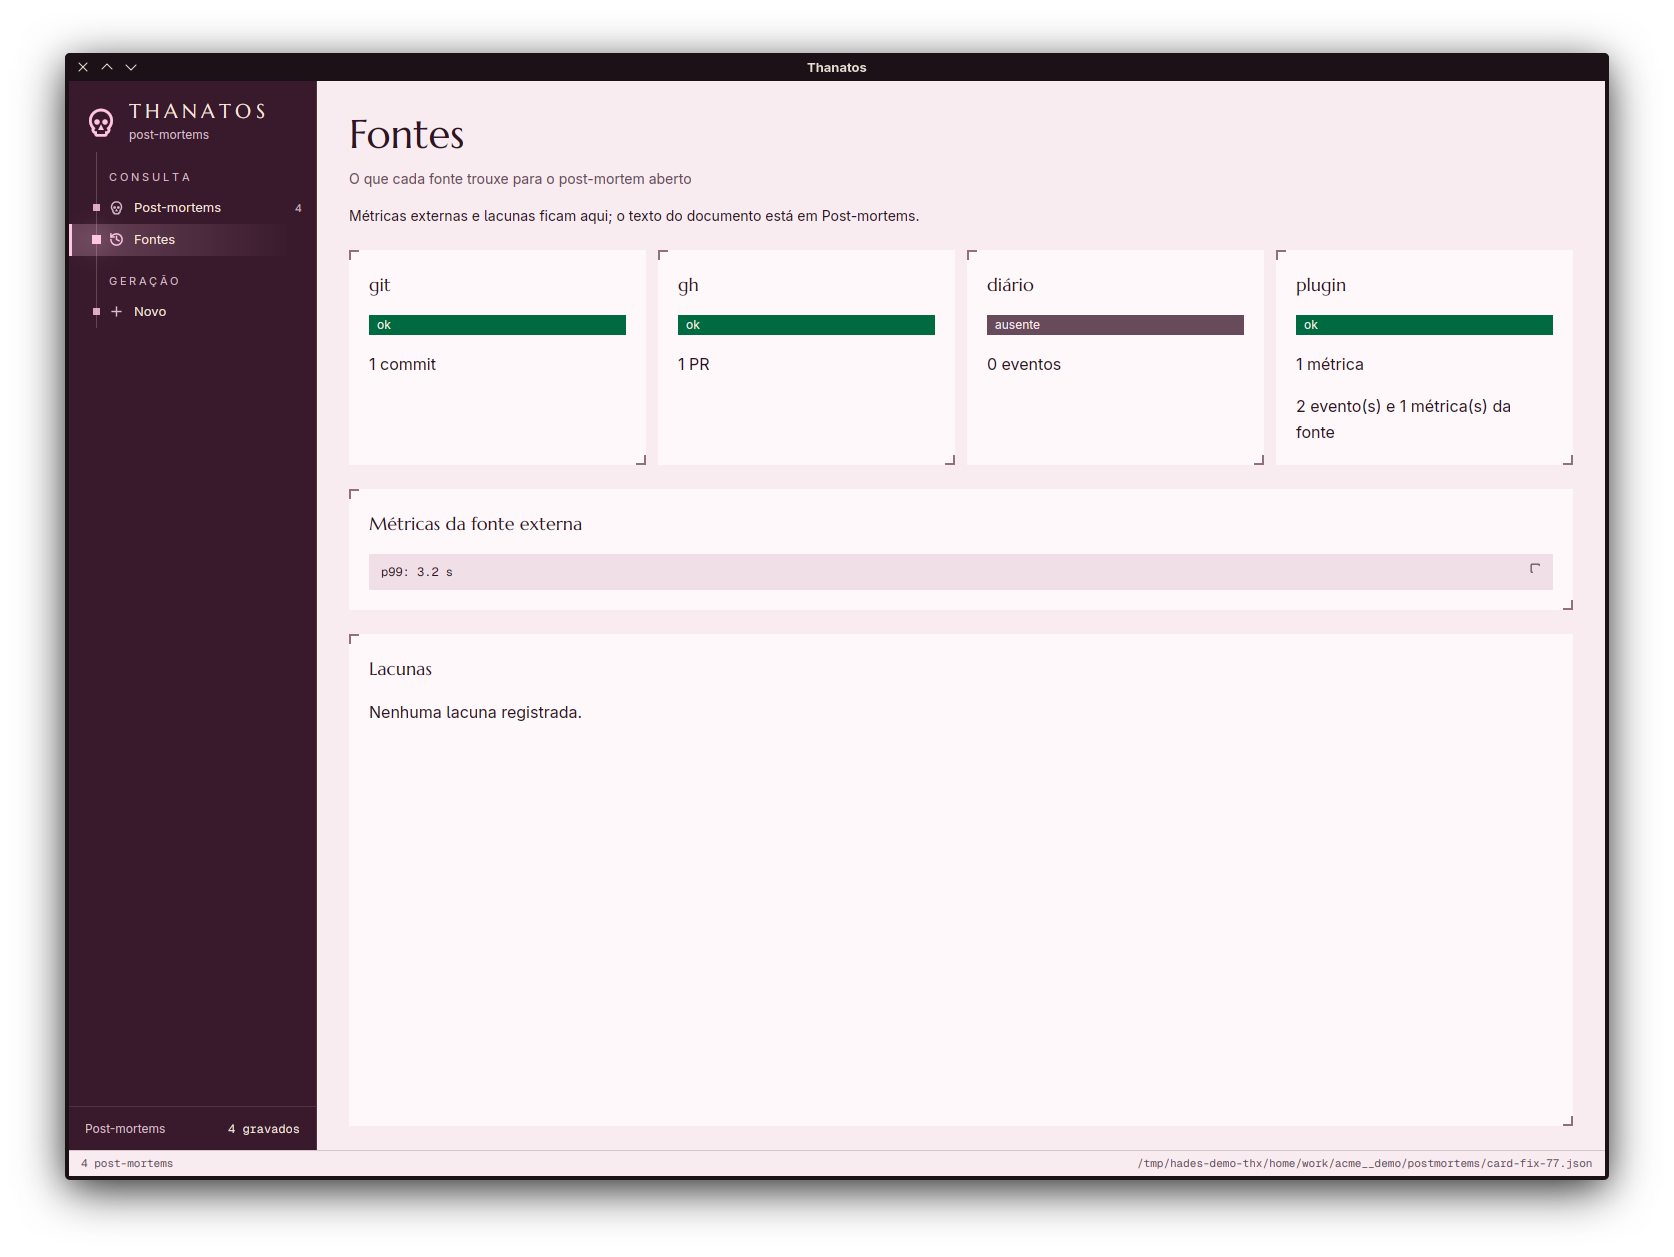 Thanatos
THANATOS
post-mortems
CONSULTA
Post-mortems 4
Fontes
GERAÇÃO
Novo
Post-mortems 4 gravados
Fontes
O que cada fonte trouxe para o post-mortem aberto
Métricas externas e lacunas ficam aqui; o texto do documento está em Post-mortems.
git
ok
1 commit
gh
ok
1 PR
diário
ausente
0 eventos
plugin
ok
1 métrica
2 evento(s) e 1 métrica(s) da
fonte
Métricas da fonte externa
p99: 3.2 s
Lacunas
Nenhuma lacuna registrada.
4 post-mortems
/tmp/hades-demo-thx/home/work/acme__demo/postmortems/card-fix-77.json